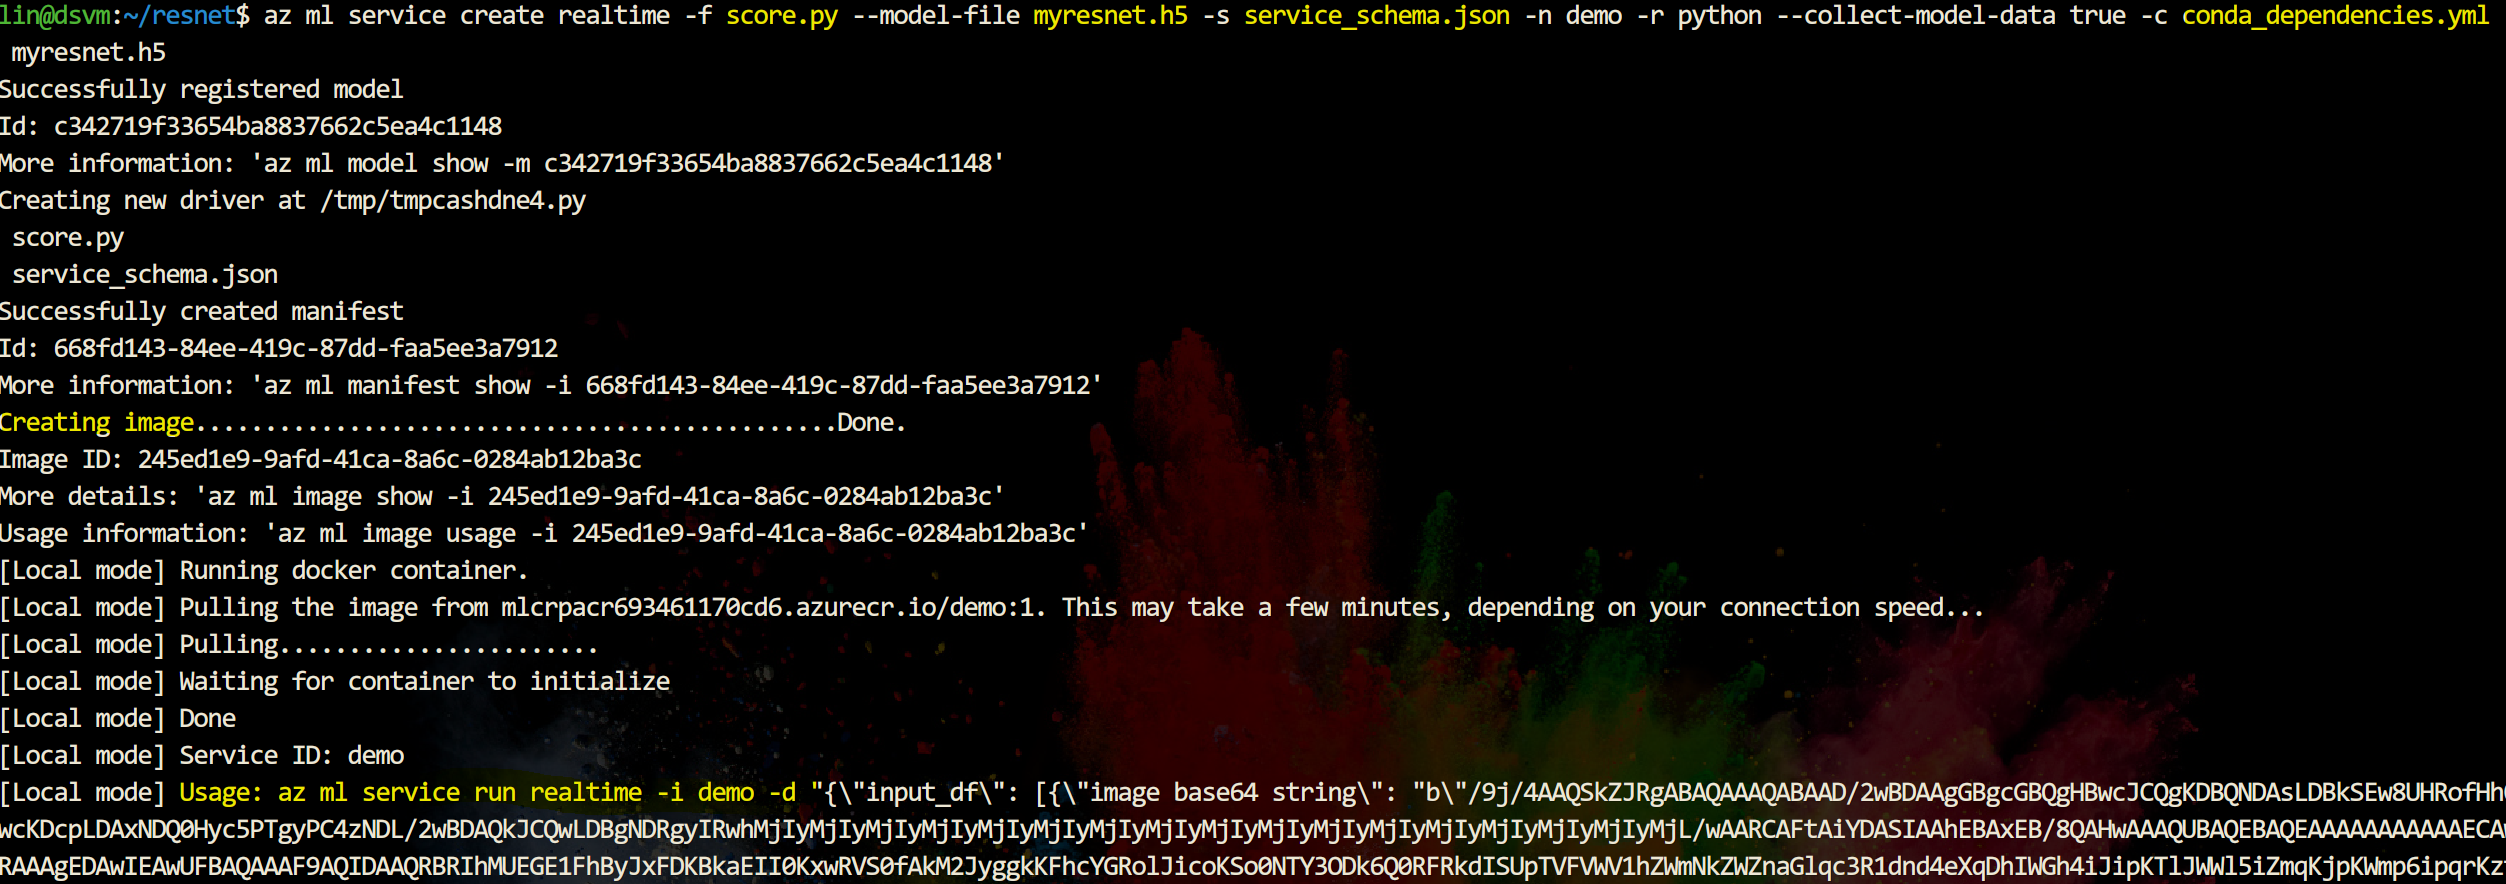 lin@dsvm:~/resnet$ az ml service create realtime -f score.py --model-file myresnet.h5 -s service_schema.json -n demo -r python --collect-model-data true -c conda_dependencies.yml
 myresnet.h5
Successfully registered model
Id: c342719f33654ba8837662c5ea4c1148
More information: 'az ml model show -m c342719f33654ba8837662c5ea4c1148'
Creating new driver at /tmp/tmpcashdne4.py
 score.py
 service_schema.json
Successfully created manifest
Id: 668fd143-84ee-419c-87dd-faa5ee3a7912
More information: 'az ml manifest show -i 668fd143-84ee-419c-87dd-faa5ee3a7912'
Creating image..............................................Done.
Image ID: 245ed1e9-9afd-41ca-8a6c-0284ab12ba3c
More details: 'az ml image show -i 245ed1e9-9afd-41ca-8a6c-0284ab12ba3c'
Usage information: 'az ml image usage -i 245ed1e9-9afd-41ca-8a6c-0284ab12ba3c'
[Local mode] Running docker container.
[Local mode] Pulling the image from mlcrpacr693461170cd6.azurecr.io/demo:1. This may take a few minutes, depending on your connection speed...
[Local mode] Pulling.......................
[Local mode] Waiting for container to initialize
[Local mode] Done
[Local mode] Service ID: demo
[Local mode] Usage: az ml service run realtime -i demo -d "{\"input_df\": [{\"image base64 string\": "b\"/9j/4AAQSkZJRgABAQAAAQABAAD/2wBDAAgGBgcGBQgHBwcJCQgKDBQNDAsLDBkSEw8UHRofHh
wcKDcpLDAxNDQ0Hyc5PTgyPC4zNDL/2wBDAQkJCQwLDBgNDRgyIRwhMjIyMjIyMjIyMjIyMjIyMjIyMjIyMjIyMjIyMjIyMjIyMjIyMjIyMjIyMjIyMjIyMjIyMjL/wAARCAFtAiYDASIAAhEBAxEB/8QAHwAAAQUBAQEBAQEAAAAAAAAAAAECAw
RAAAgEDAwIEAwUFBAQAAAF9AQIDAAQRBRIhMUEGE1FhByJxFDKBkaEII0KxwRVS0fAkM2JyggkKFhcYGRolJicoKSo0NTY3ODk6Q0RFRkdISUpTVFVWV1hZWmNkZWZnaGlqc3R1dnd4eXqDhIWGh4iJipKTlJWWl5iZmqKjpKWmp6ipqrKz